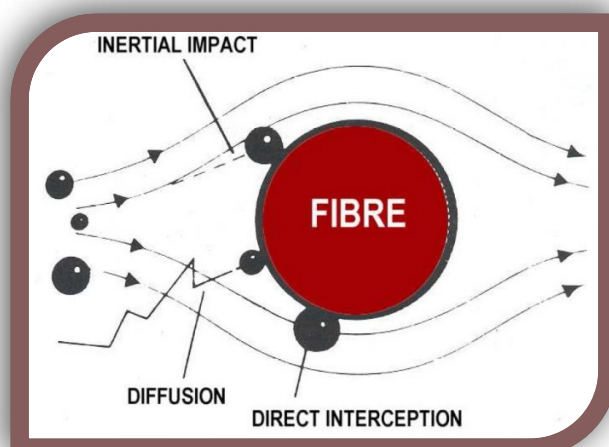 INERTIAL IMPACT
FIBRE
DIFFUSION
DIRECT INTERCEPTION